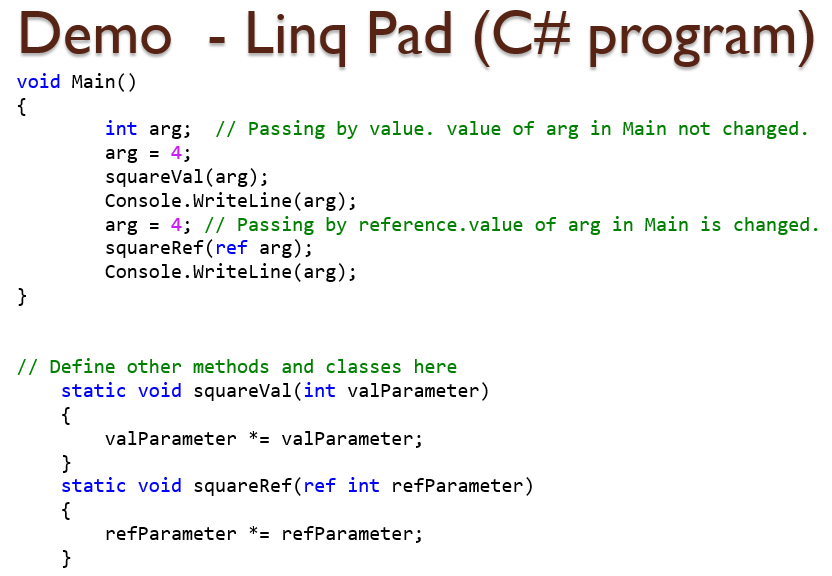 Demo - Linq Pad (C# program)
void Main()
{
int arg; // Passing by value. value of arg in Main not changed.
arg = 4;
squareVal(arg);
Console.WriteLine(arg);
arg = 4; // Passing by reference.value of arg in Main is changed.
squareRef(ref arg);
Console.WriteLine(arg);
}
// Define other methods and classes here
static void squareVal(int valParameter)
{
valParameter *= valParameter;
}
static void squareRef(ref int refParameter)
{
refParameter *= refParameter;
}